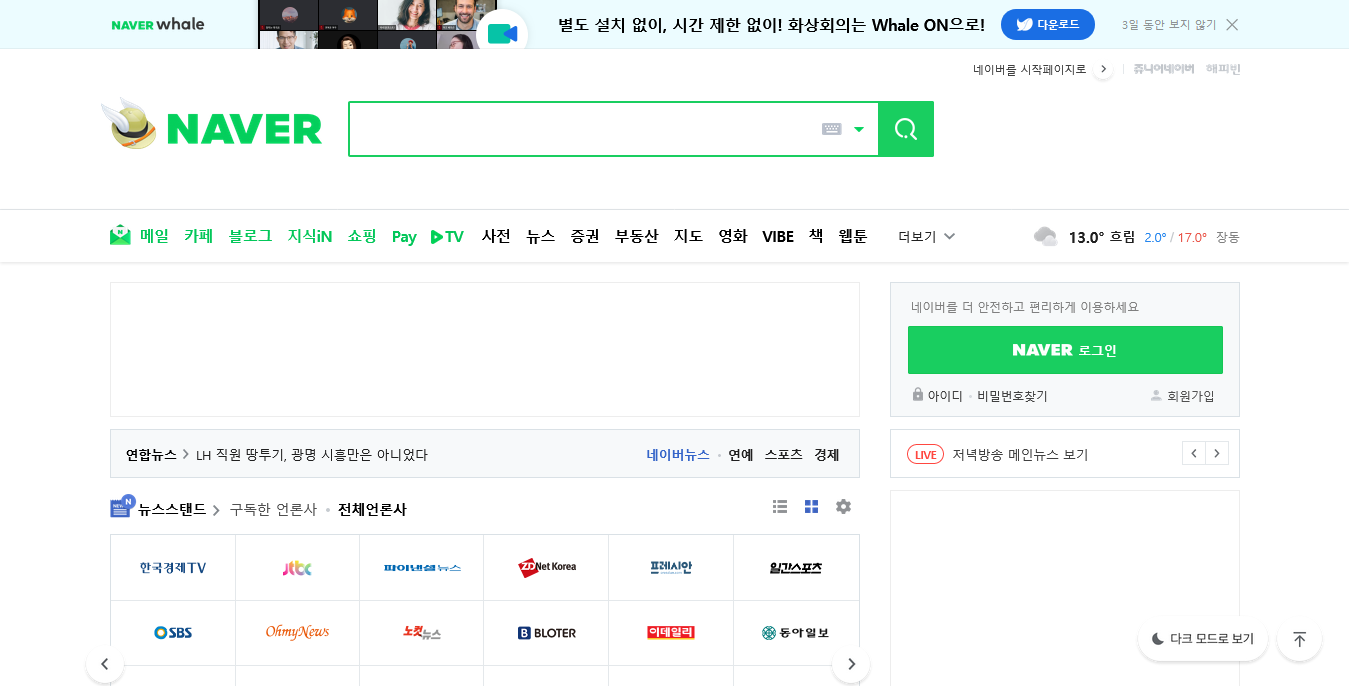 NAVER whale
별도 설치 없이, 시간 제한 없이! 화상회의는 Whale ON으로!
다운로드
3일 동안 보지 않기
네이버를 시작페이지로
쥬니어네이버
해피빈
NAVER
메일 카페 블로그 지식iN 쇼핑 Pay TV 사전 뉴스 증권 부동산 지도 영화 VIBE 책 웹툰 더보기
13.0° 흐림 2.0° / 17.0° 장동
네이버를 더 안전하고 편리하게 이용하세요
NAVER 로그인
아이디 · 비밀번호찾기 회원가입
연합뉴스 > LH 직원 땅투기, 광명 시흥만은 아니었다
네이버뉴스 · 연예 스포츠 경제
LIVE 저녁방송 메인뉴스 보기
NEWS N 뉴스스탠드 > 구독한 언론사 · 전체언론사
한국경제TV jtbc 파이낸셜뉴스 ZDNet Korea 프레시안 일간스포츠
SBS OhmyNews 노컷뉴스 B BLOTER 이데일리 동아일보
다크 모드로 보기